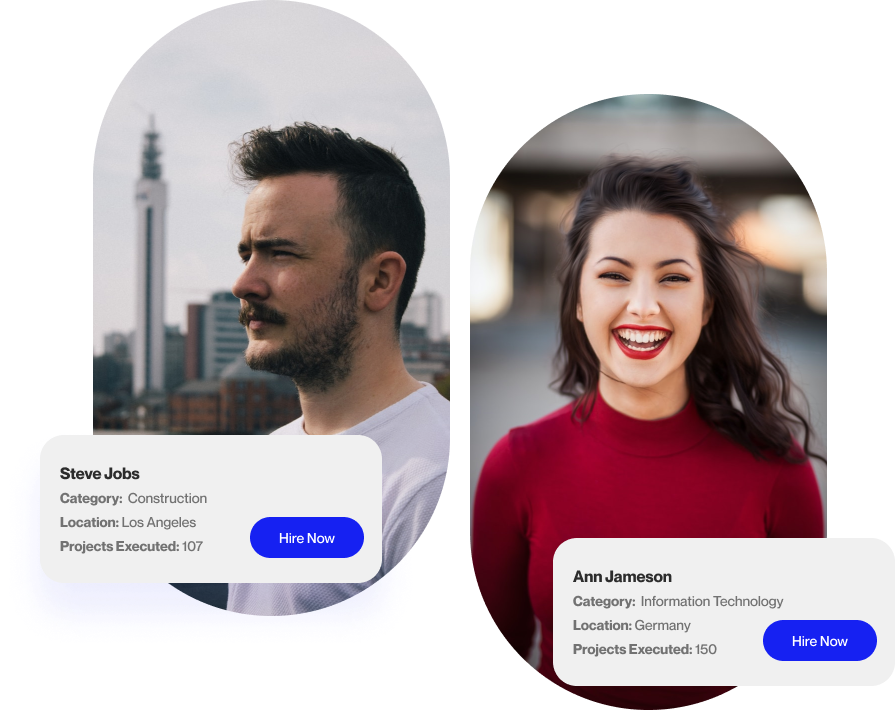 Steve Jobs
Category: Construction
Location: Los Angeles
Projects Executed: 107
Hire Now
Ann Jameson
Category: Information Technology
Location: Germany
Projects Executed: 150
Hire Now